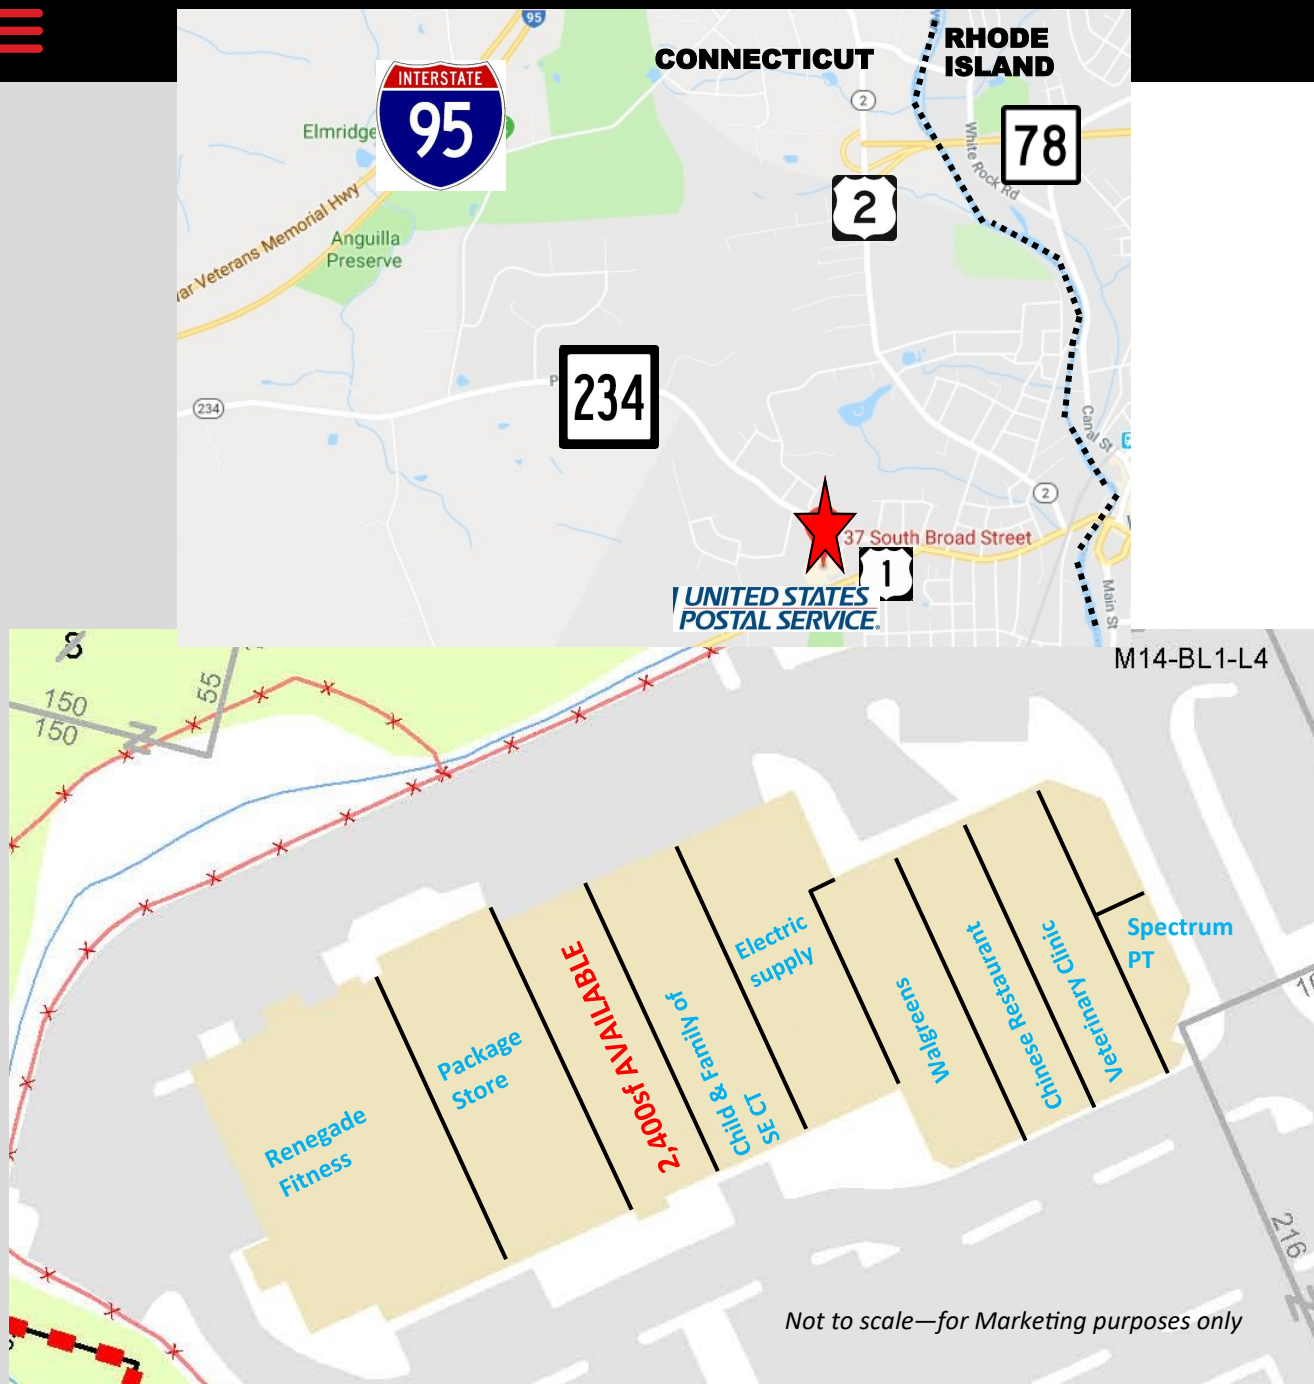 95
CONNECTICUT
RHODE
ISLAND
INTERSTATE
95
2
Elmridge
78
White Rock Rd
2
War Veterans Memorial Hwy
Anguilla
Preserve
234
234
Canal St
2
37 South Broad Street
1
UNITED STATES
POSTAL SERVICE.
Main St
M14-BL1-L4
150
150
55
Electric
supply
Spectrum
PT
2,400sf AVAILABLE
Child & Family of
SE CT
Walgreens
Chinese Restaurant
Veterinary Clinic
Package
Store
Renegade
Fitness
216
Not to scale—for Marketing purposes only